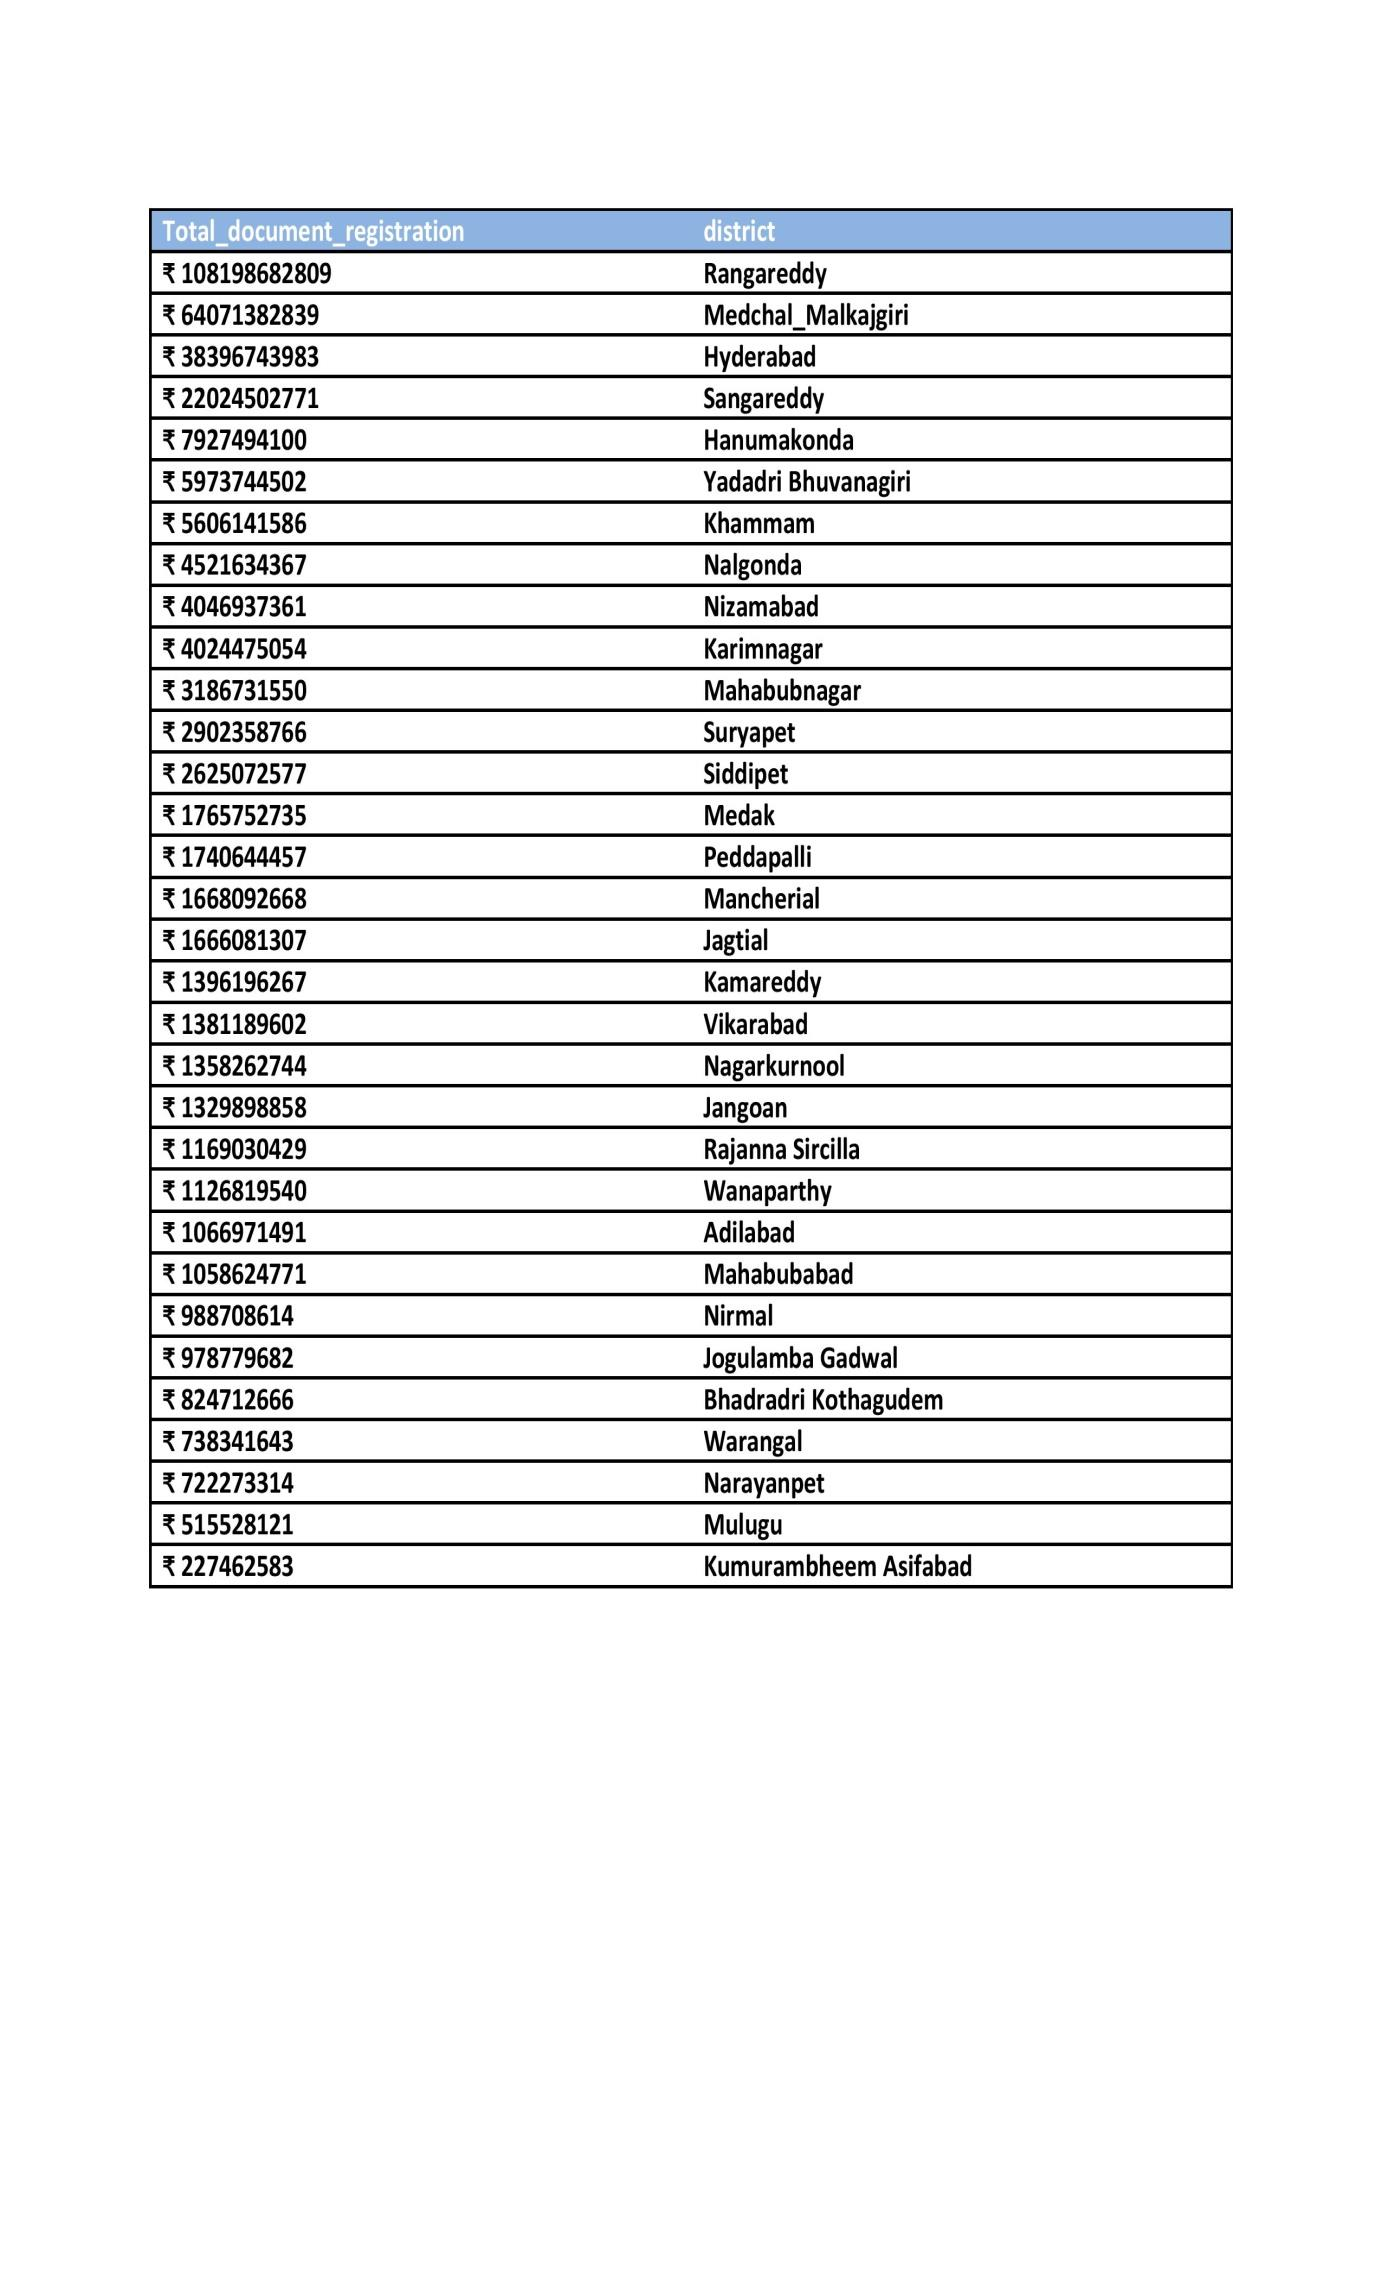 Total_document_registration district
₹ 108198682809 Rangareddy
₹ 64071382839 Medchal_Malkajgiri
₹ 38396743983 Hyderabad
₹ 22024502771 Sangareddy
₹ 7927494100 Hanumakonda
₹ 5973744502 Yadadri Bhuvanagiri
₹ 5606141586 Khammam
₹ 4521634367 Nalgonda
₹ 4046937361 Nizamabad
₹ 4024475054 Karimnagar
₹ 3186731550 Mahabubnagar
₹ 2902358766 Suryapet
₹ 2625072577 Siddipet
₹ 1765752735 Medak
₹ 1740644457 Peddapalli
₹ 1668092668 Mancherial
₹ 1666081307 Jagtial
₹ 1396196267 Kamareddy
₹ 1381189602 Vikarabad
₹ 1358262744 Nagarkurnool
₹ 1329898858 Jangoan
₹ 1169030429 Rajanna Sircilla
₹ 1126819540 Wanaparthy
₹ 1066971491 Adilabad
₹ 1058624771 Mahabubabad
₹ 988708614 Nirmal
₹ 978779682 Jogulamba Gadwal
₹ 824712666 Bhadradri Kothagudem
₹ 738341643 Warangal
₹ 722273314 Narayanpet
₹ 515528121 Mulugu
₹ 227462583 Kumurambheem Asifabad